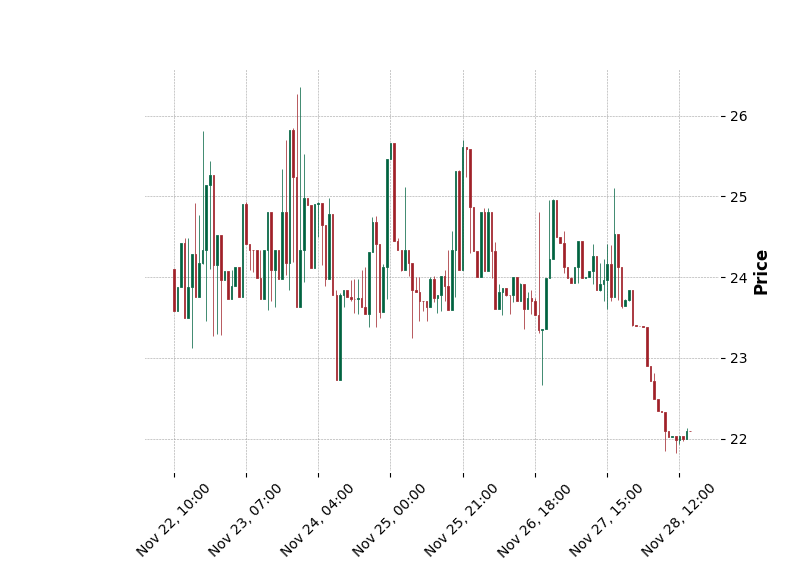 26
25
24
23
22
Price
Nov 22, 10:00
Nov 23, 07:00
Nov 24, 04:00
Nov 25, 00:00
Nov 25, 21:00
Nov 26, 18:00
Nov 27, 15:00
Nov 28, 12:00